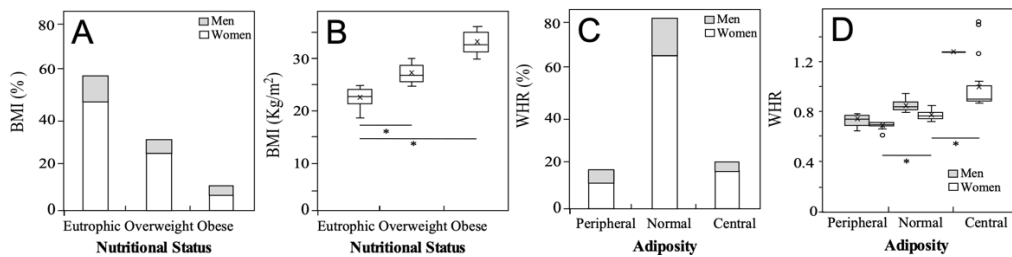 A
Men
Women
80
60
40
20
0
BMI (%)
Eutrophic Overweight Obese
Nutritional Status
B
30
20
10
0
BMI (Kg/m²)
*
*
Eutrophic Overweight Obese
Nutritional Status
C
Men
Women
80
60
40
20
0
WHR (%)
Peripheral Normal Central
Adiposity
D
1.2
0.8
0.4
0
WHR
*
*
Men
Women
Peripheral Normal Central
Adiposity